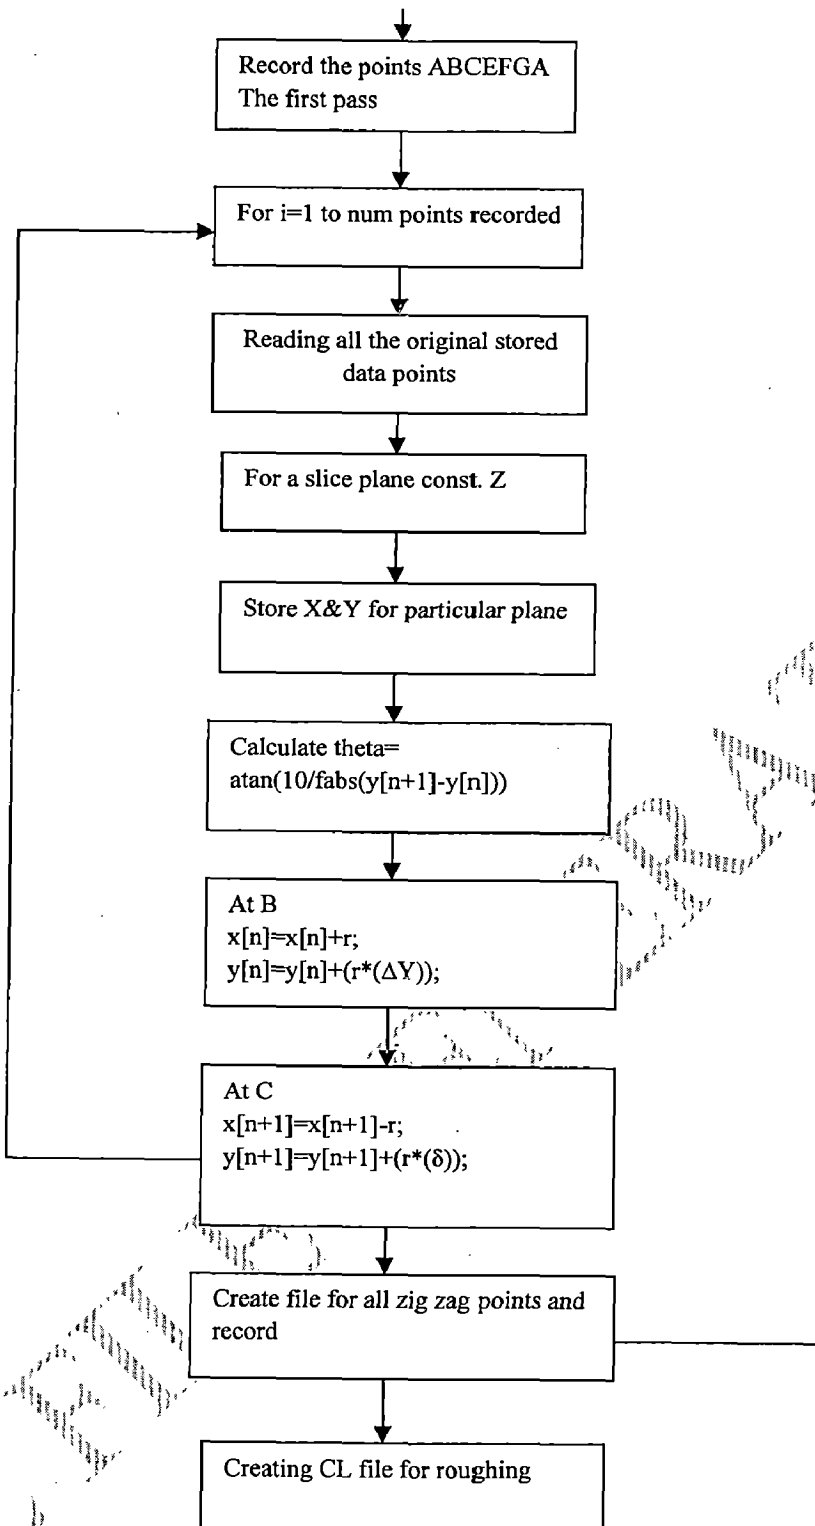 Record the points ABCEFGA
The first pass
For i=1 to num points recorded
Reading all the original stored
data points
For a slice plane const. Z
Store X&Y for particular plane
Calculate theta=
atan(10/fabs(y[n+1]-y[n]))
At B
x[n]=x[n]+r;
y[n]=y[n]+(r*(ΔY));
At C
x[n+1]=x[n+1]-r;
y[n+1]=y[n+1]+(r*(δ));
Create file for all zig zag points and
record
Creating CL file for roughing